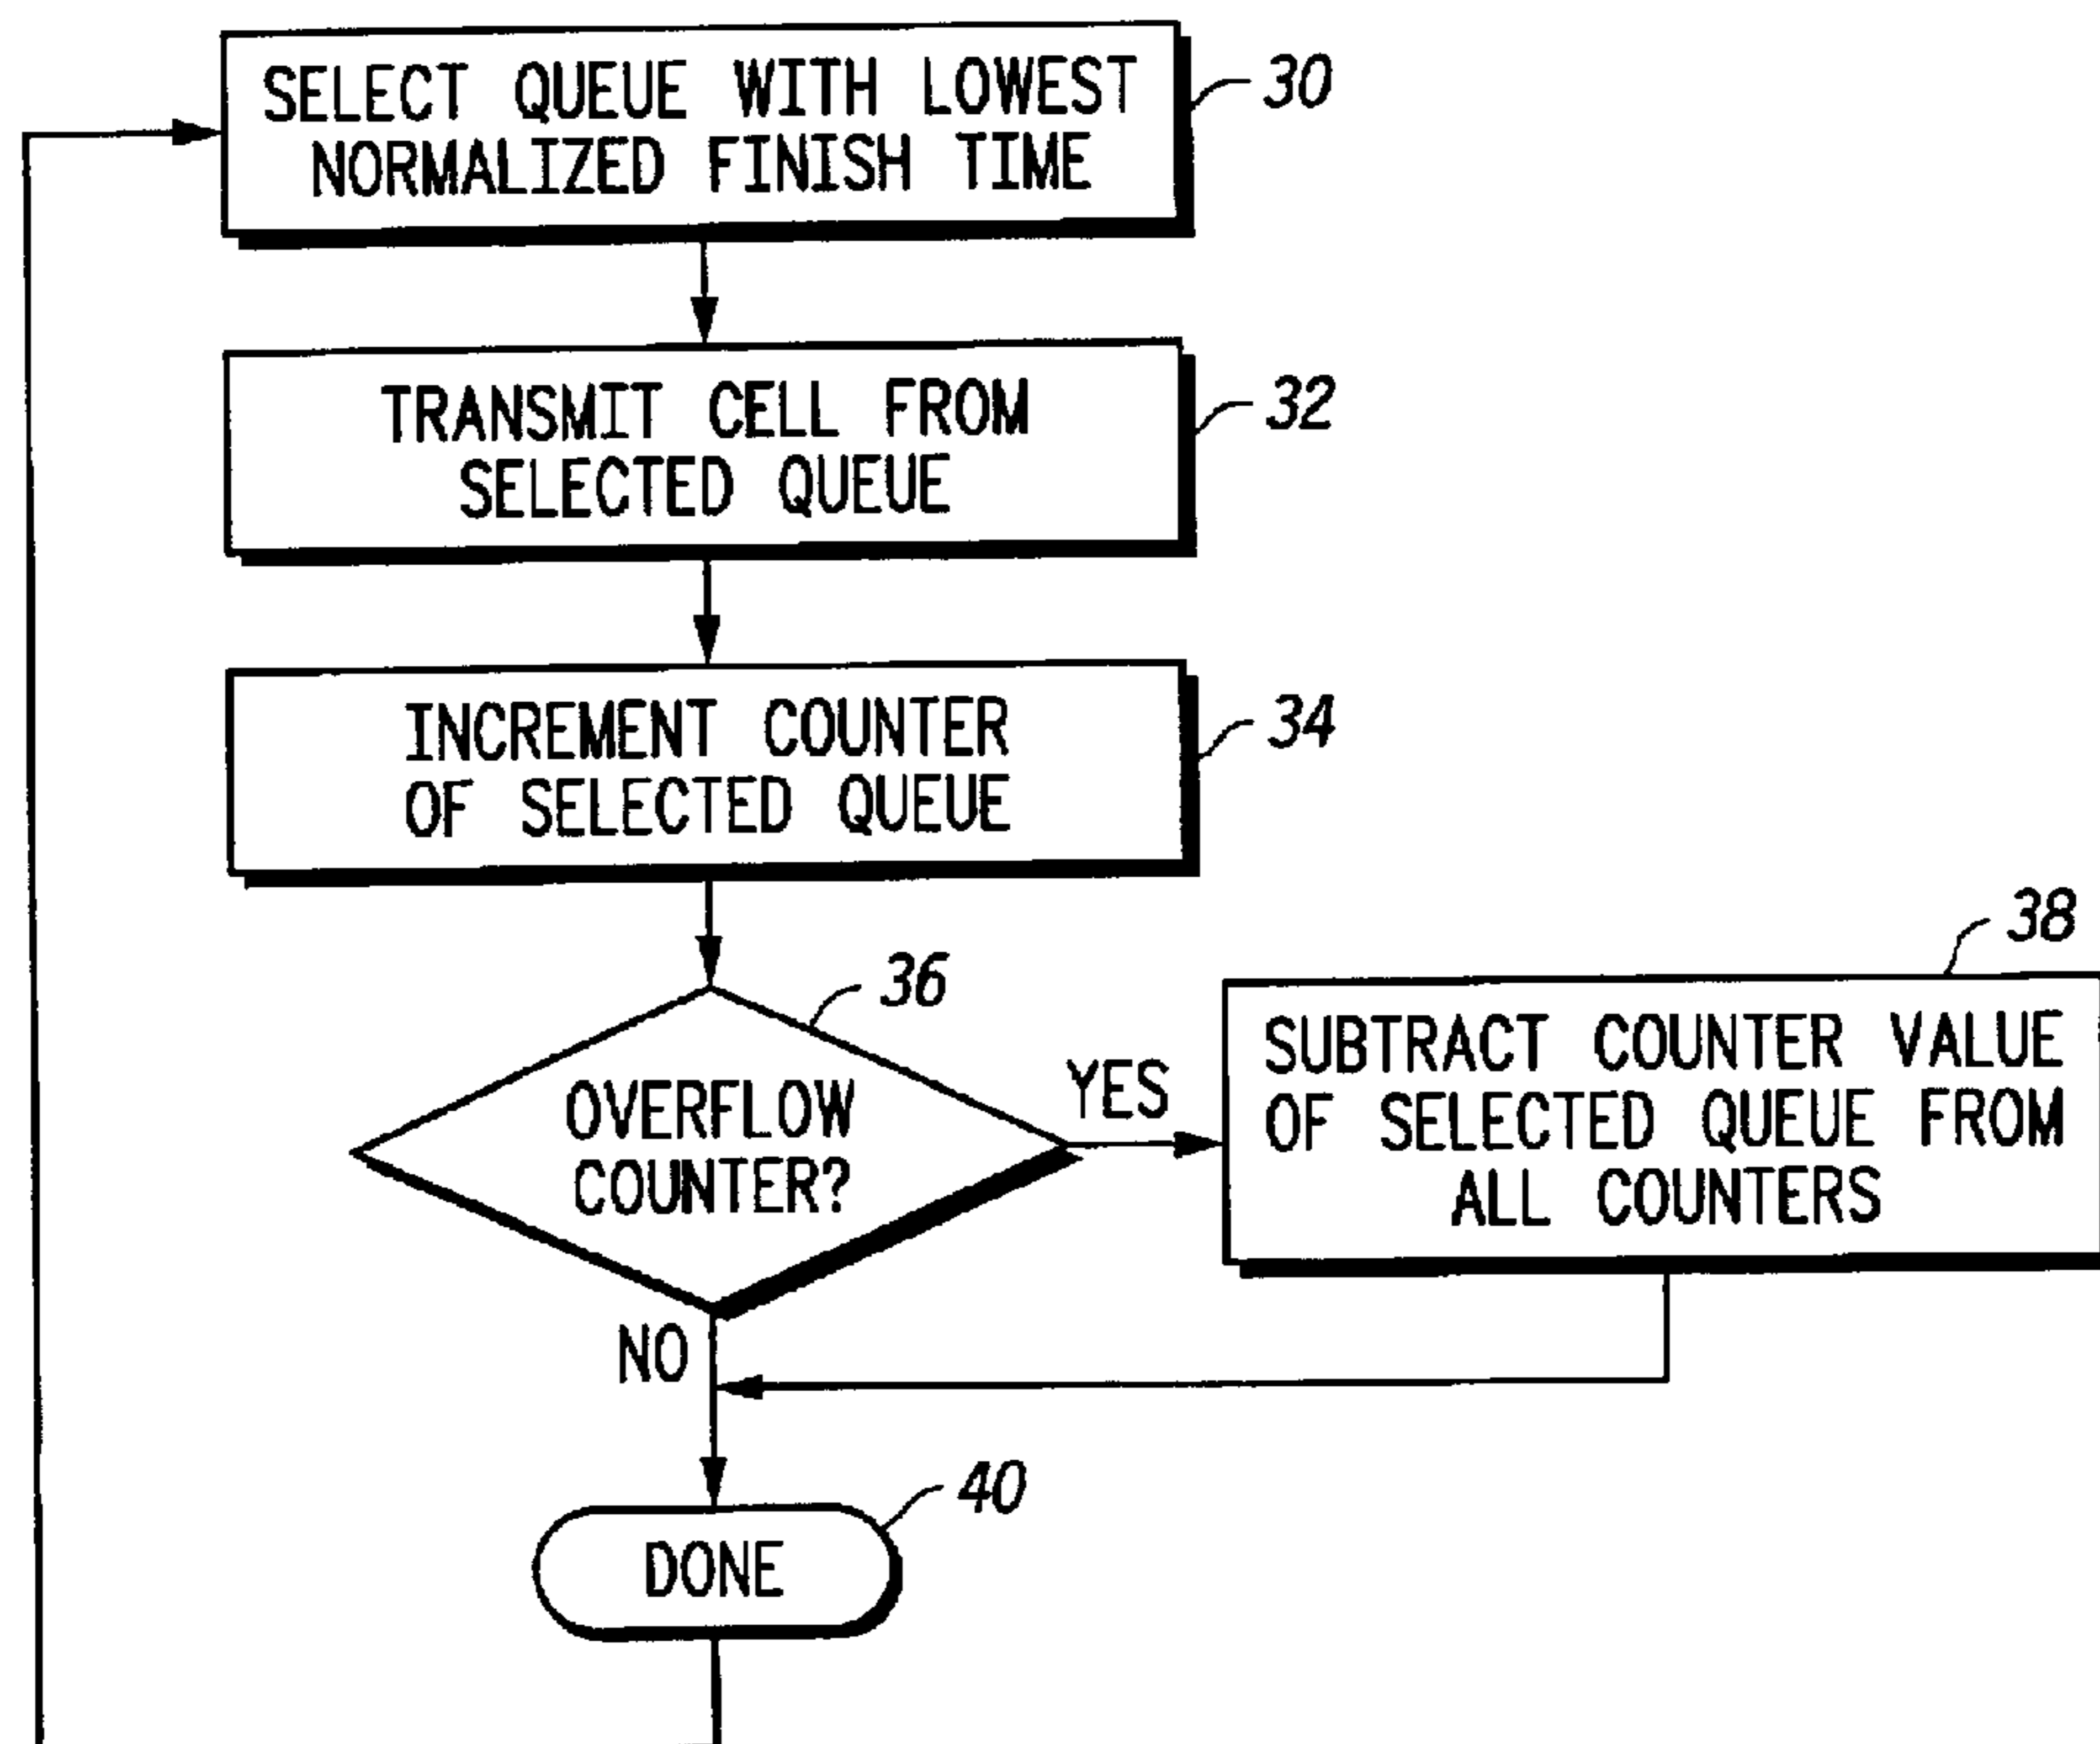 SELECT QUEUE WITH LOWEST
NORMALIZED FINISH TIME
30
TRANSMIT CELL FROM
SELECTED QUEUE
32
INCREMENT COUNTER
OF SELECTED QUEUE
34
36
OVERFLOW
COUNTER?
YES
38
SUBTRACT COUNTER VALUE
OF SELECTED QUEUE FROM
ALL COUNTERS
NO
40
DONE